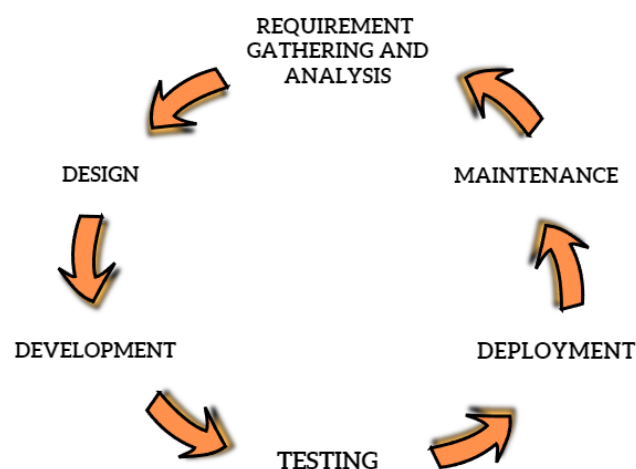 REQUIREMENT
GATHERING AND
ANALYSIS
DESIGN
MAINTENANCE
DEVELOPMENT
DEPLOYMENT
TESTING